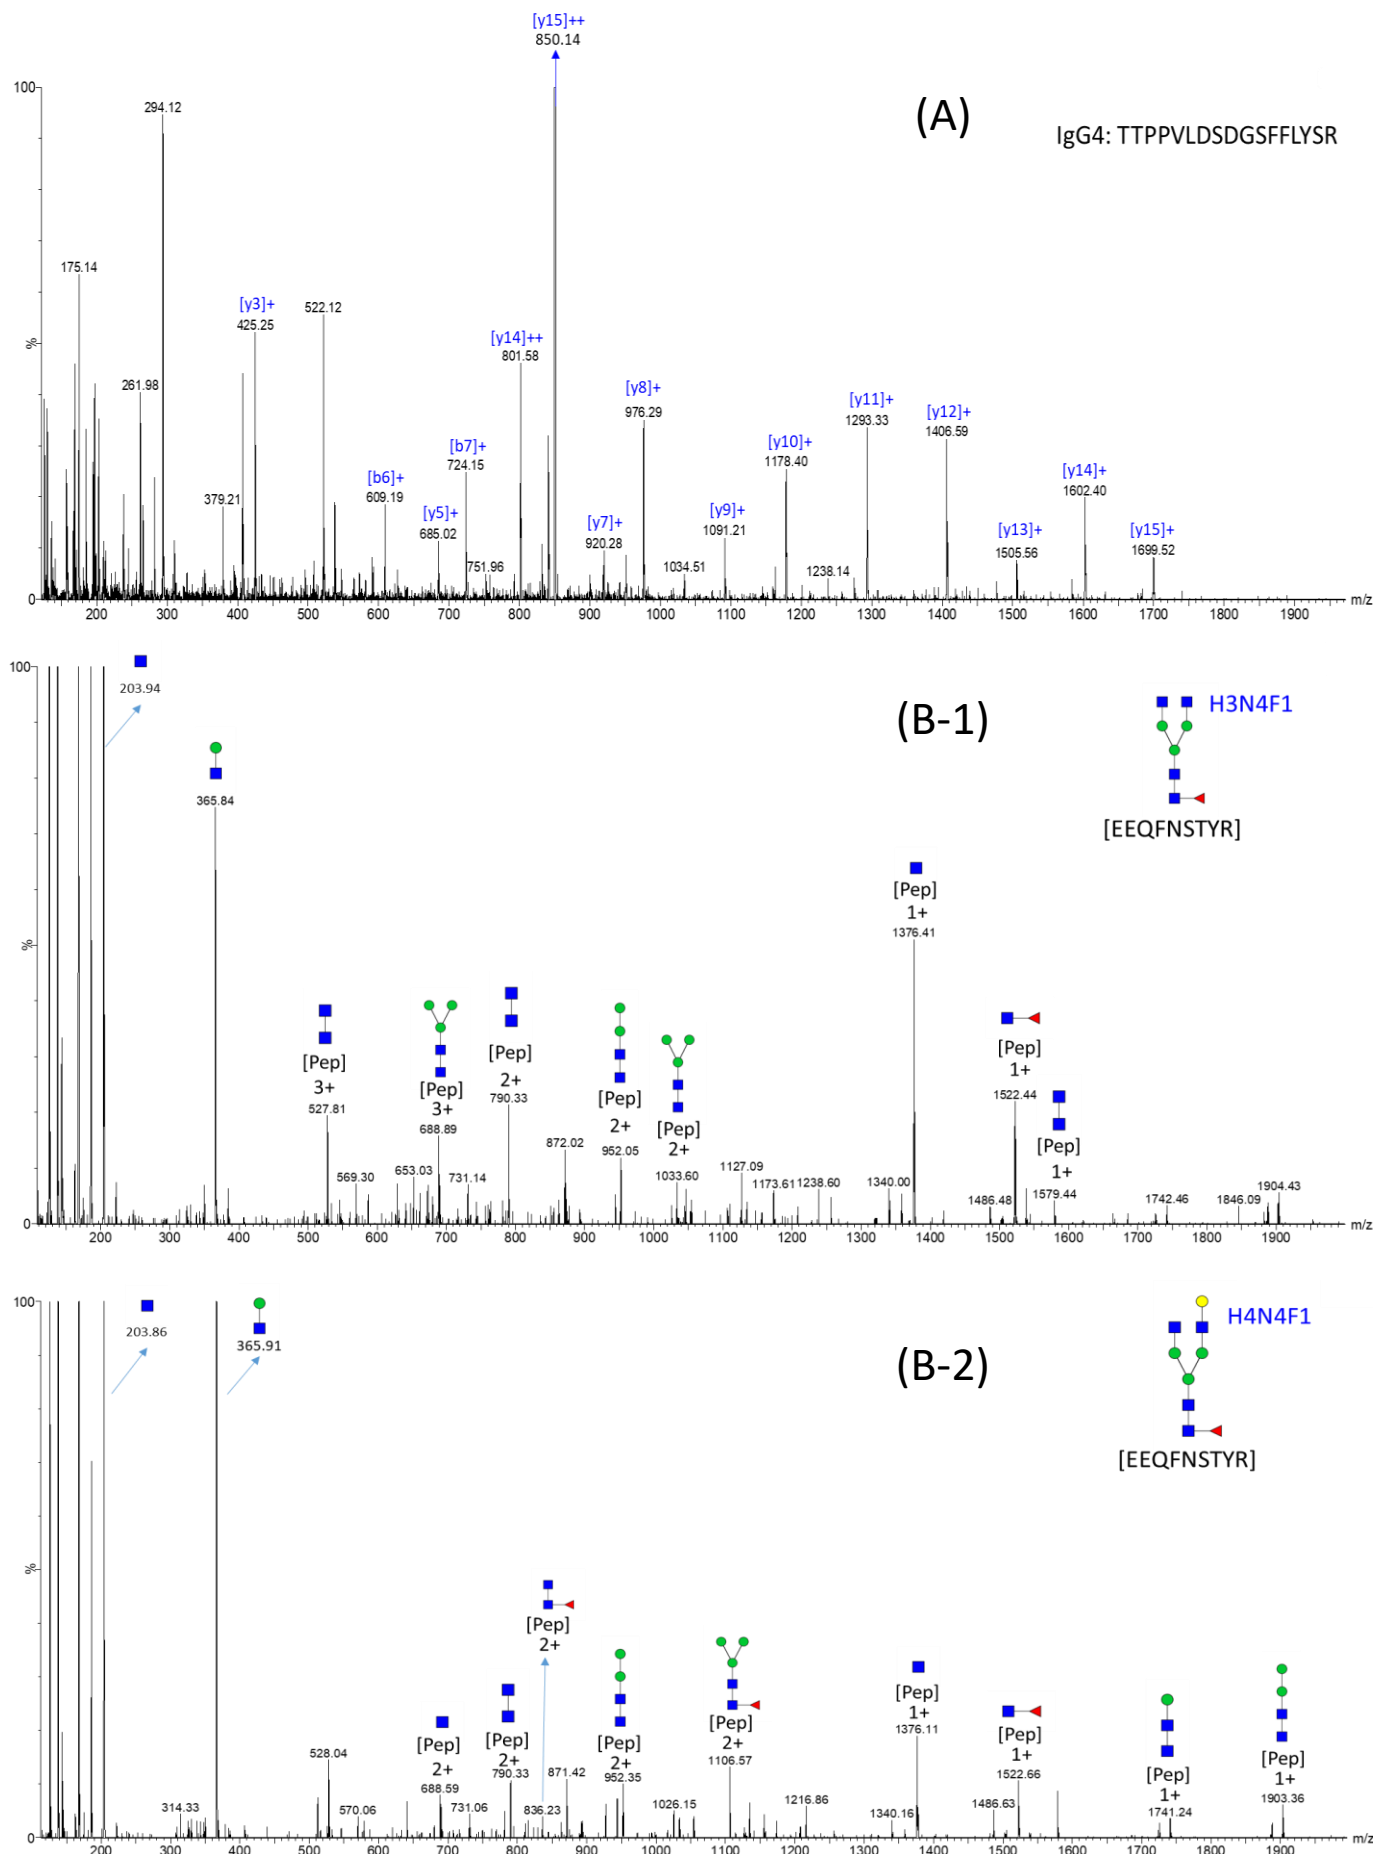 [y15]++
850.14
100
294.12
(A)
IgG4: TTPPVLDSDGSFFLYSR
175.14
[y3]+
425.25
522.12
[y14]++
801.58
%
261.98
[y8]+
976.29
[y11]+
1293.33
[y12]+
1406.59
[y10]+
1178.40
[b7]+
724.15
[b6]+
609.19
379.21
[y5]+
685.02
[y14]+
1602.40
[y7]+
920.28
[y9]+
1091.21
[y13]+
1505.56
[y15]+
1699.52
751.96
1034.51
1238.14
0
m/z
200 300 400 500 600 700 800 900 1000 1100 1200 1300 1400 1500 1600 1700 1800 1900
100
203.94
(B-1)
H3N4F1
[EEQFNSTYR]
365.84
[Pep]
1+
1376.41
%
[Pep]
3+
527.81
[Pep]
3+
688.89
[Pep]
2+
790.33
[Pep]
2+
952.05
[Pep]
2+
1033.60
[Pep]
1+
1522.44
[Pep]
1+
1579.44
569.30
653.03
731.14
872.02
1127.09
1173.61
1238.60
1340.00
1486.48
1742.46
1846.09
1904.43
0
m/z
200 300 400 500 600 700 800 900 1000 1100 1200 1300 1400 1500 1600 1700 1800 1900
100
203.86
365.91
(B-2)
H4N4F1
[EEQFNSTYR]
%
[Pep]
2+
[Pep]
2+
688.59
[Pep]
2+
790.33
[Pep]
2+
952.35
[Pep]
2+
1106.57
[Pep]
1+
1376.11
[Pep]
1+
1522.66
[Pep]
1+
1741.24
[Pep]
1+
1903.36
314.33
528.04
570.06
731.06
836.23
871.42
1026.15
1216.86
1340.16
1486.63
0
m/z
200 300 400 500 600 700 800 900 1000 1100 1200 1300 1400 1500 1600 1700 1800 1900